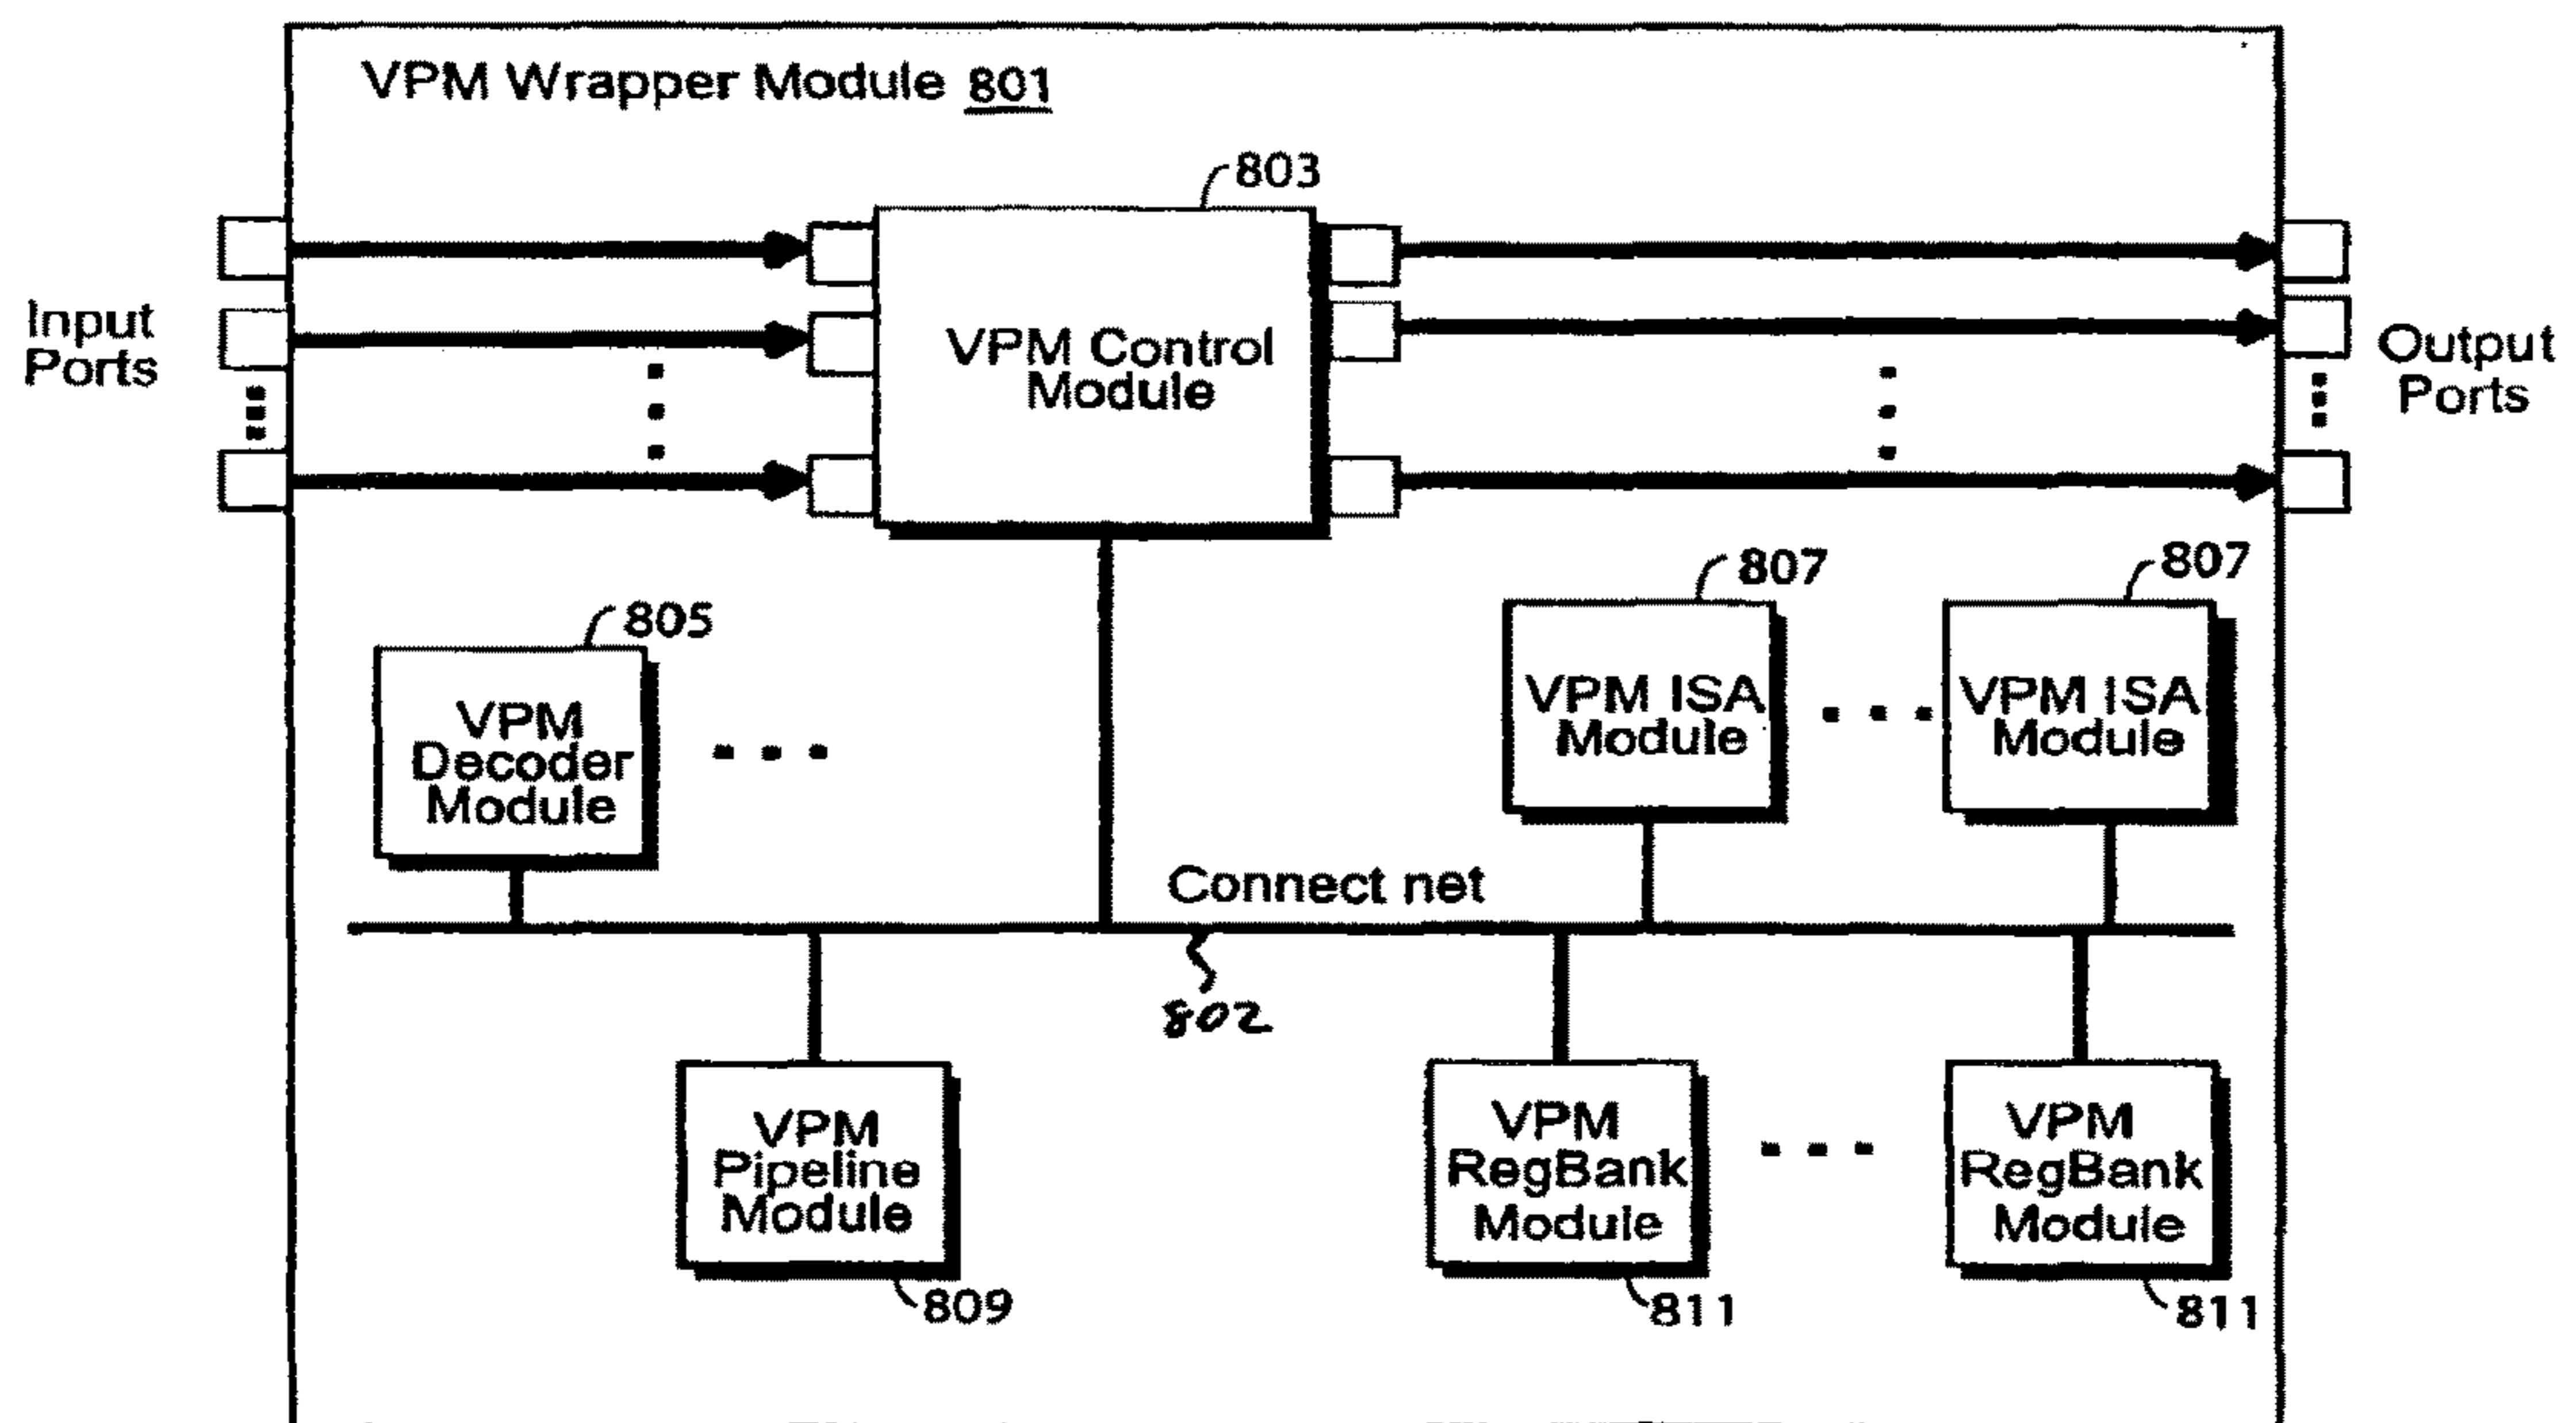 VPM Wrapper Module 801
803
Input
Ports
VPM Control
Module
Output
Ports
807
807
805
VPM
Decoder
Module
VPM ISA
Module
VPM ISA
Module
Connect net
802
VPM
Pipeline
Module
VPM
RegBank
Module
VPM
RegBank
Module
809
811
811